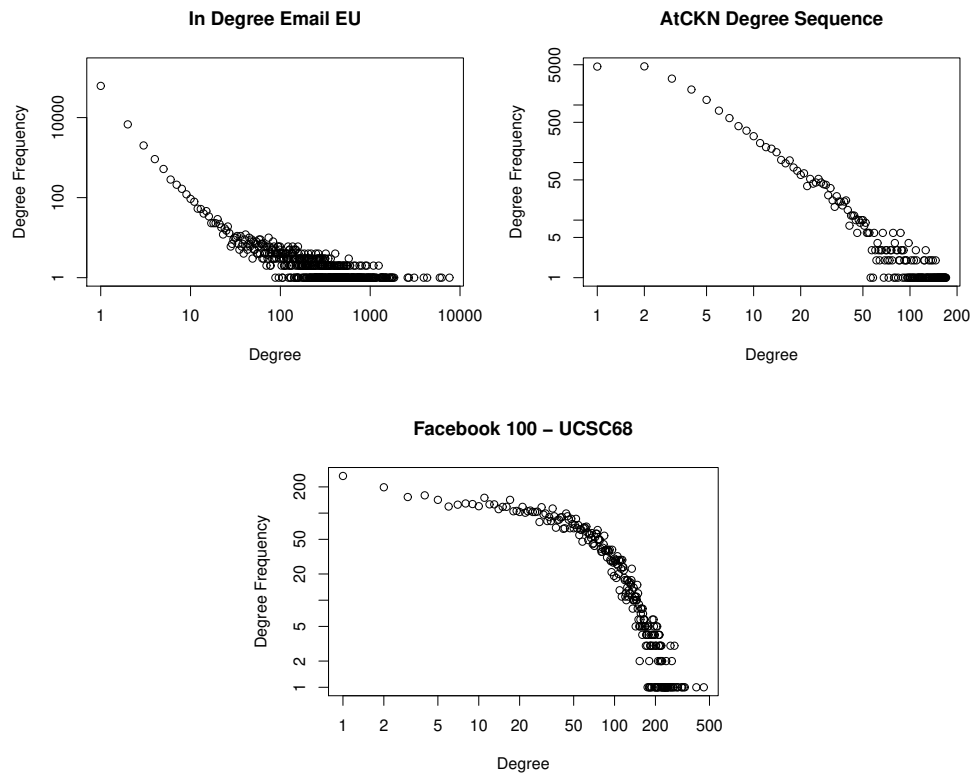 In Degree Email EU
Degree Frequency
10000
100
1
1 10 100 1000 10000
Degree
AtCKN Degree Sequence
Degree Frequency
5000
500
50
5
1
1 2 5 10 20 50 100 200
Degree
Facebook 100 − UCSC68
Degree Frequency
200
50
20
5
2
1
1 2 5 10 20 50 100 200 500
Degree